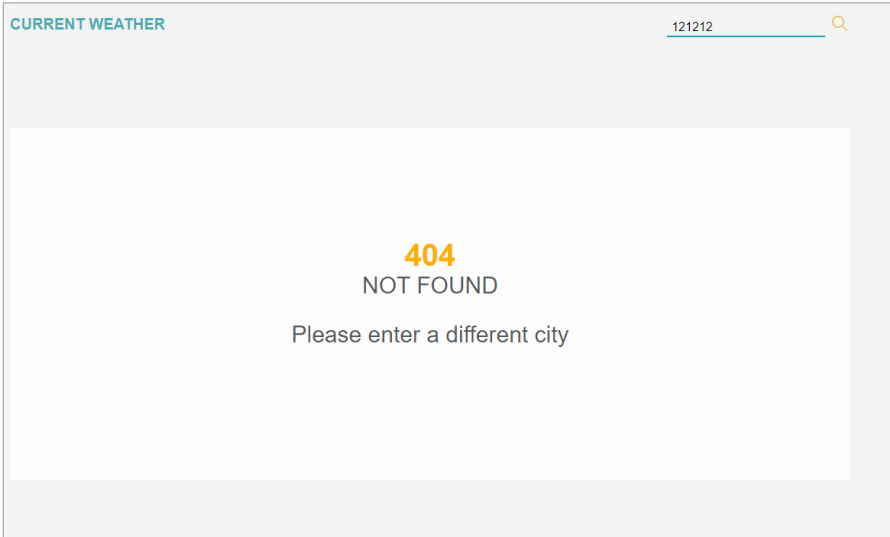 CURRENT WEATHER
121212
404
NOT FOUND
Please enter a different city